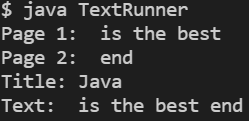 $ java TextRunner
Page 1:  is the best
Page 2:  end
Title: Java
Text:  is the best end